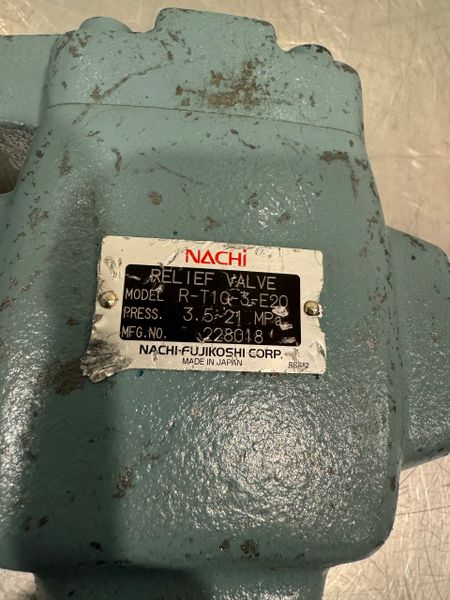 NACHi
RELIEF VALVE
MODEL R-T10-3-E20
PRESS. 3.5~21 MPa
MFG.NO. 228018
NACHI-FUJIKOSHI CORP.
MADE IN JAPAN